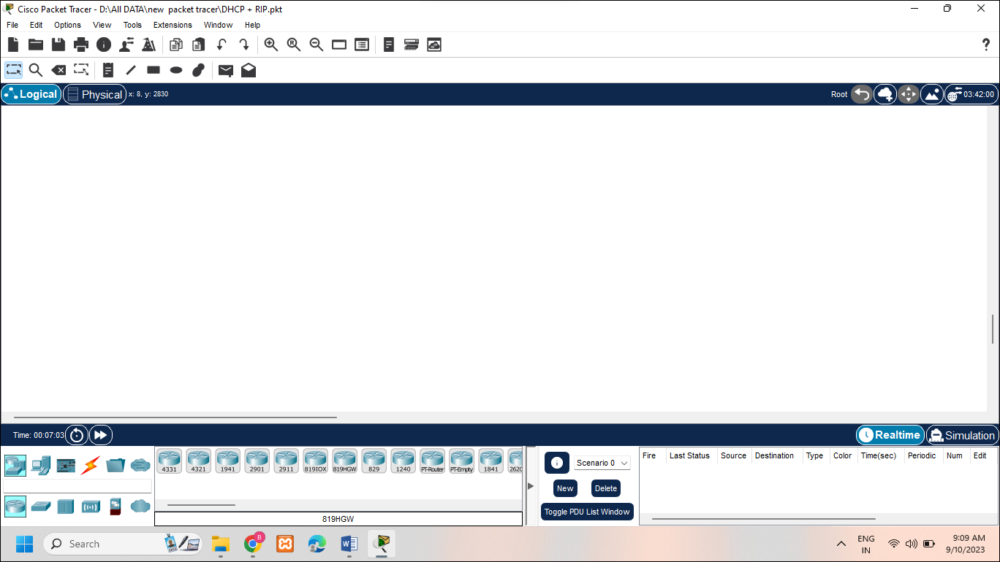 Cisco Packet Tracer - D:\All DATA\new  packet tracer\DHCP + RIP.pkt
File Edit Options View Tools Extensions Window Help
R
?
Logical Physical x: 8, y: 2830 Root 03:42:00
Time: 00:07:03 Realtime Simulation
4331 4321 1941 2901 2911 819IOX 819HGW 829 1240 PT-Router PT-Empty 1841 2620
819HGW
Scenario 0
New Delete
Toggle PDU List Window
Fire Last Status Source Destination Type Color Time(sec) Periodic Num Edit
Search
8
W
ENG
IN
9:09 AM
9/10/2023